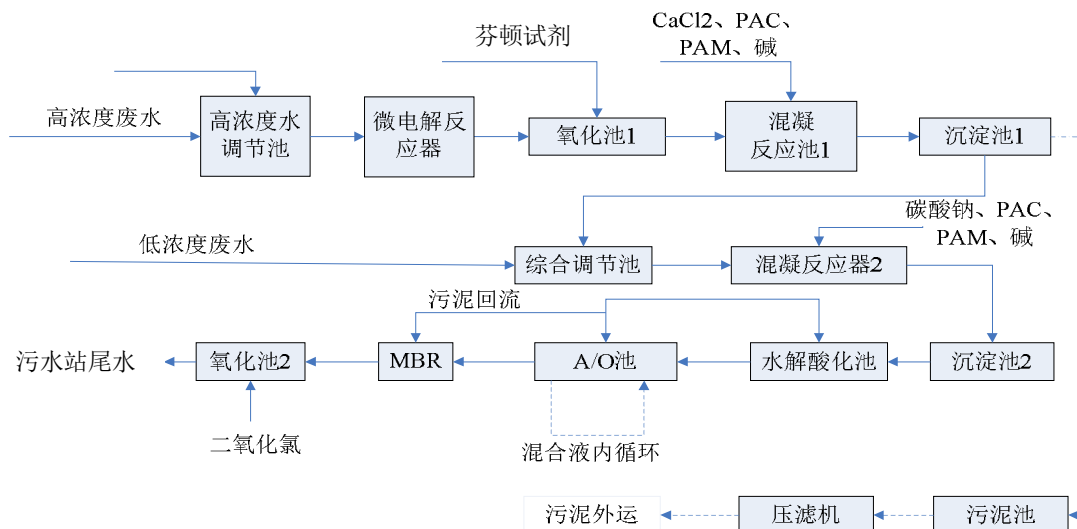 芬顿试剂
CaCl2、PAC、
PAM、碱
高浓度废水
高浓度水
调节池
微电解反
应器
氧化池1
混凝
反应池1
沉淀池1
碳酸钠、PAC、
PAM、碱
低浓度废水
综合调节池
混凝反应器2
污泥回流
污水站尾水
氧化池2
MBR
A/O池
水解酸化池
沉淀池2
二氧化氯
混合液内循环
污泥外运
压滤机
污泥池